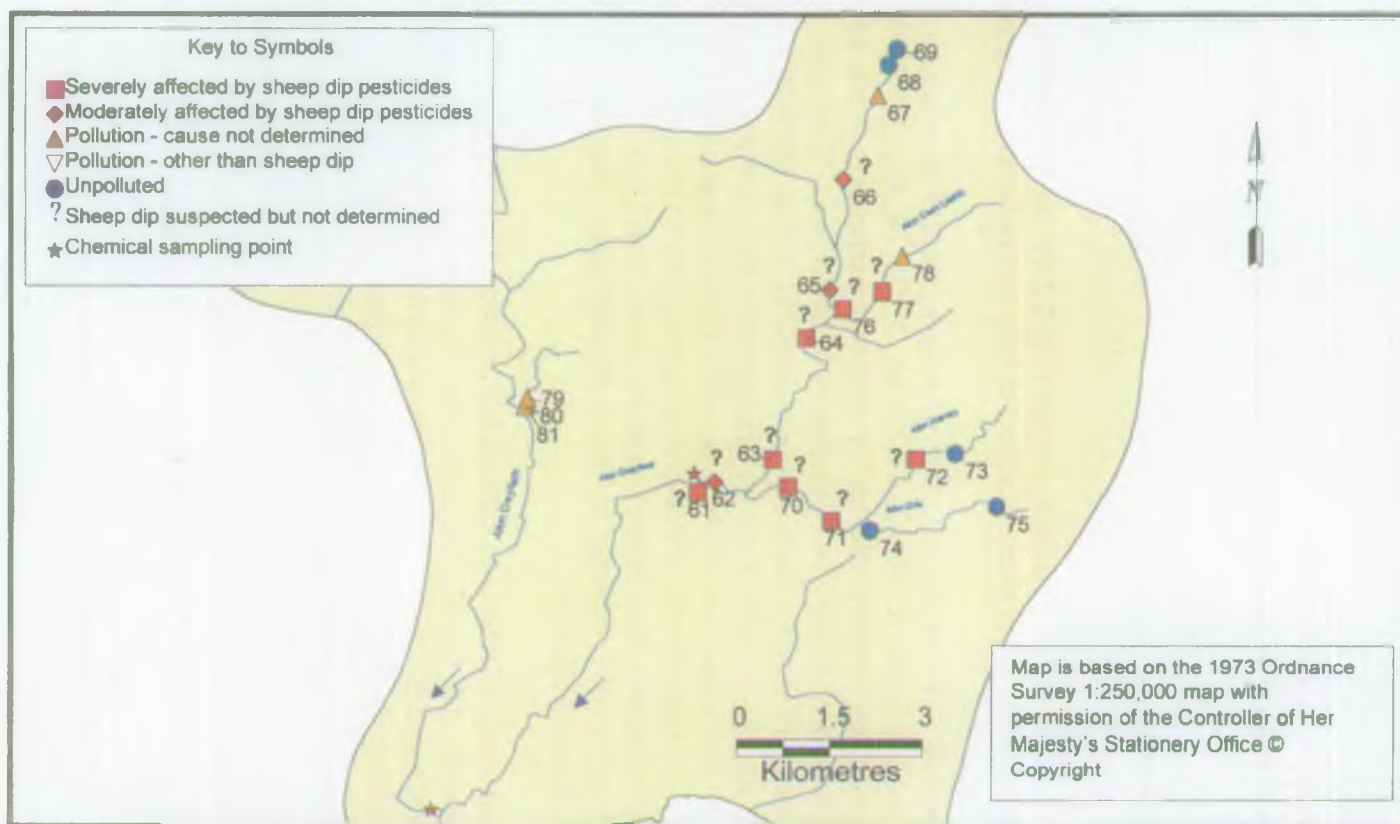 Key to Symbols
Severely affected by sheep dip pesticides
Moderately affected by sheep dip pesticides
Pollution - cause not determined
Pollution - other than sheep dip
Unpolluted
? Sheep dip suspected but not determined
Chemical sampling point
69
68
67
?
66
N
?
?
?
78
65
77
76
?
64
79
80
81
?
63
?
?
?
72
73
62
?
61
70
?
71
75
74
Afon
0 1.5 3
Kilometres
Map is based on the 1973 Ordnance
Survey 1:250,000 map with
permission of the Controller of Her
Majesty's Stationery Office ©
Copyright